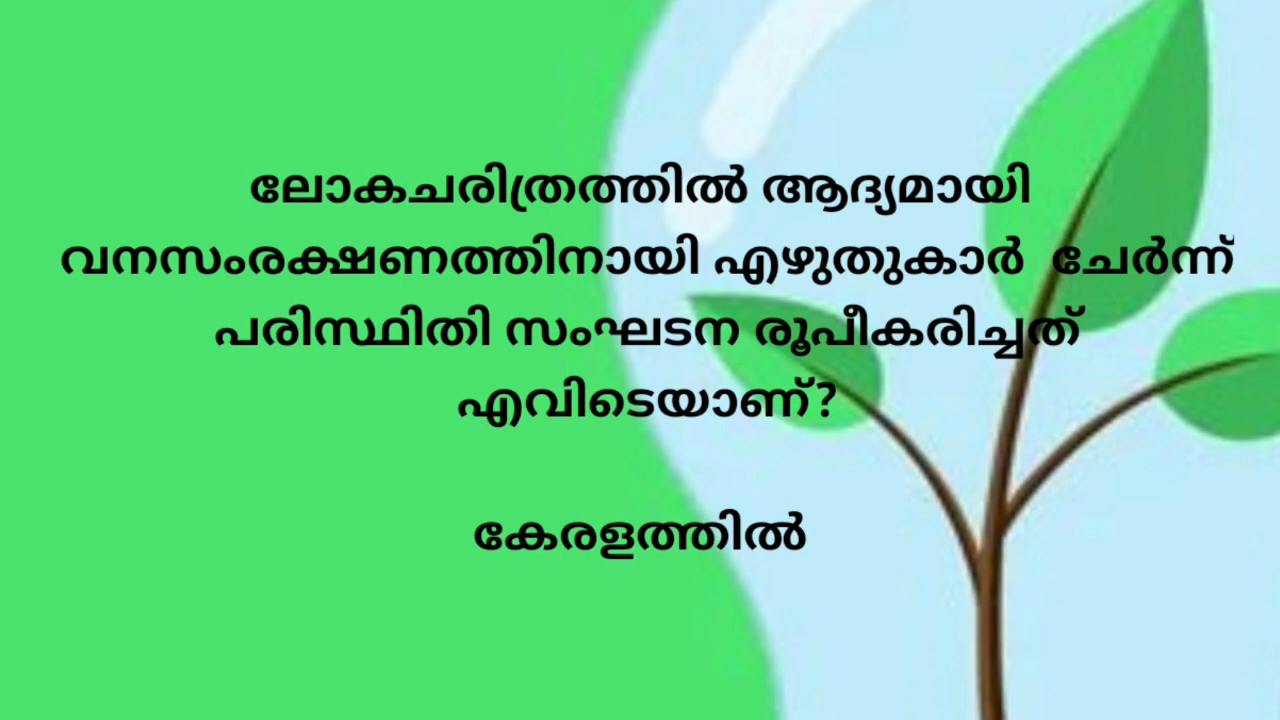 ലോകചരിത്രത്തിൽ ആദ്യമായി
വനസംരക്ഷണത്തിനായി എഴുതുകാർ ചേർന്ന്
പരിസ്ഥിതി സംഘടന രൂപീകരിച്ചത്
എവിടെയാണ്?
കേരളത്തിൽ